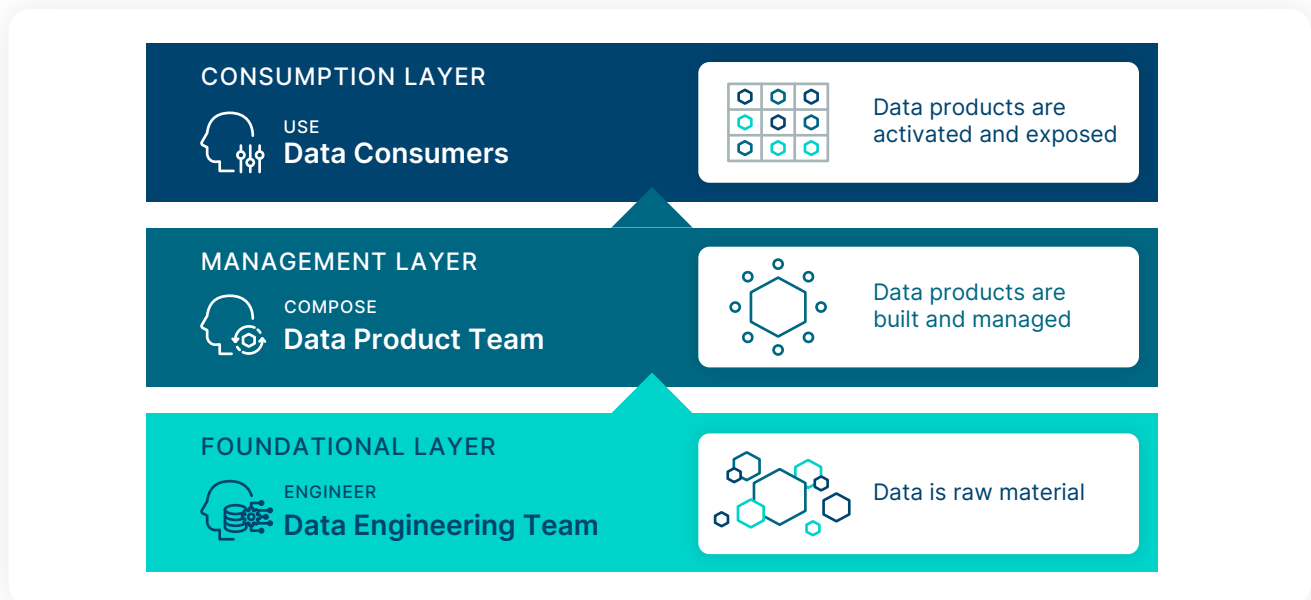 CONSUMPTION LAYER
USE
Data Consumers
Data products are
activated and exposed
MANAGEMENT LAYER
COMPOSE
Data Product Team
Data products are
built and managed
FOUNDATIONAL LAYER
ENGINEER
Data Engineering Team
Data is raw material